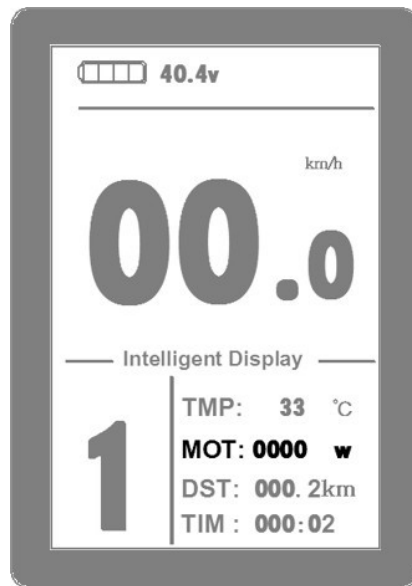 40.4v
km/h
00.0
Intelligent Display
1
TMP: 33 °C
MOT: 0000 w
DST: 000.2km
TIM : 000:02